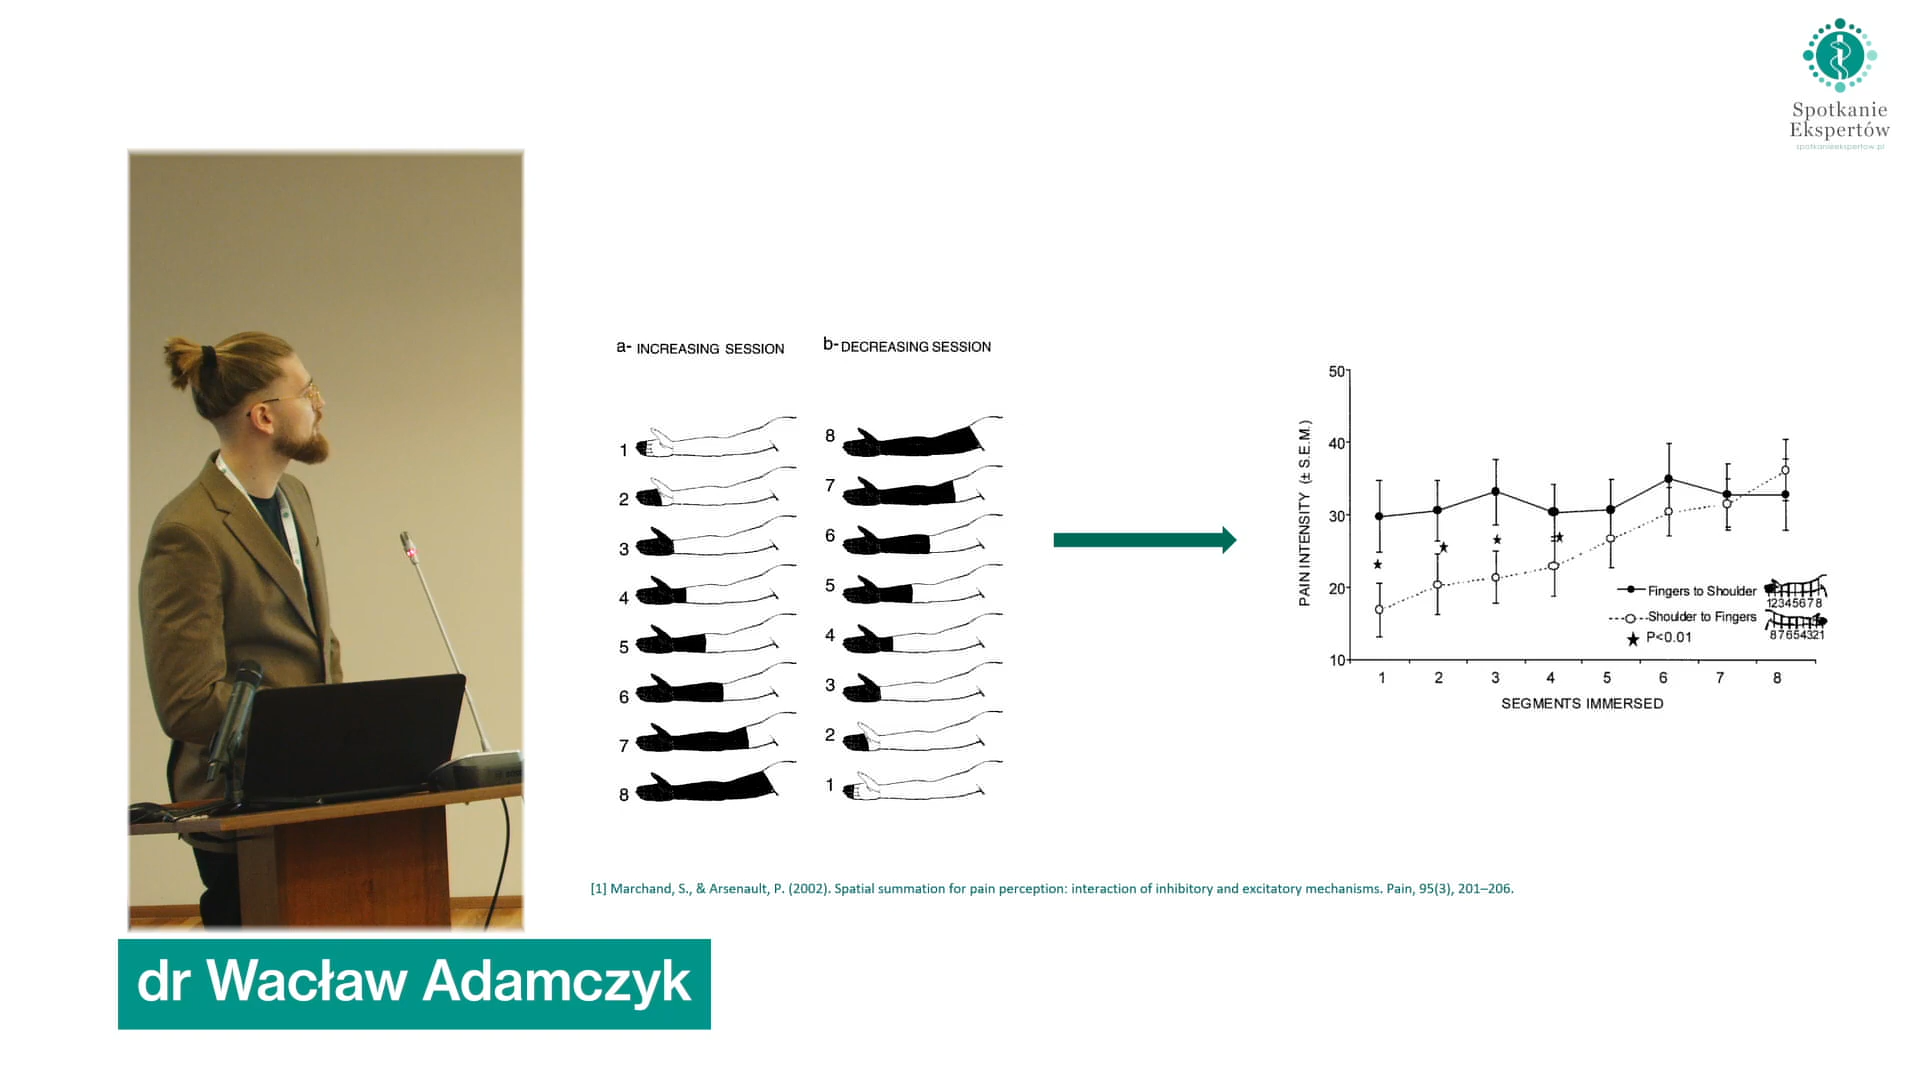 Spotkanie
Ekspertów
spotkanieekspertow.pl
a- INCREASING SESSION
1
2
3
4
5
6
7
8
b- DECREASING SESSION
8
7
6
5
4
3
2
1
PAIN INTENSITY (± S.E.M.)
50
40
30
20
10
Fingers to Shoulder
12345678
Shoulder to Fingers
87654321
★ P<0.01
1 2 3 4 5 6 7 8
SEGMENTS IMMERSED
[1] Marchand, S., & Arsenault, P. (2002). Spatial summation for pain perception: interaction of inhibitory and excitatory mechanisms. Pain, 95(3), 201–206.
dr Wacław Adamczyk